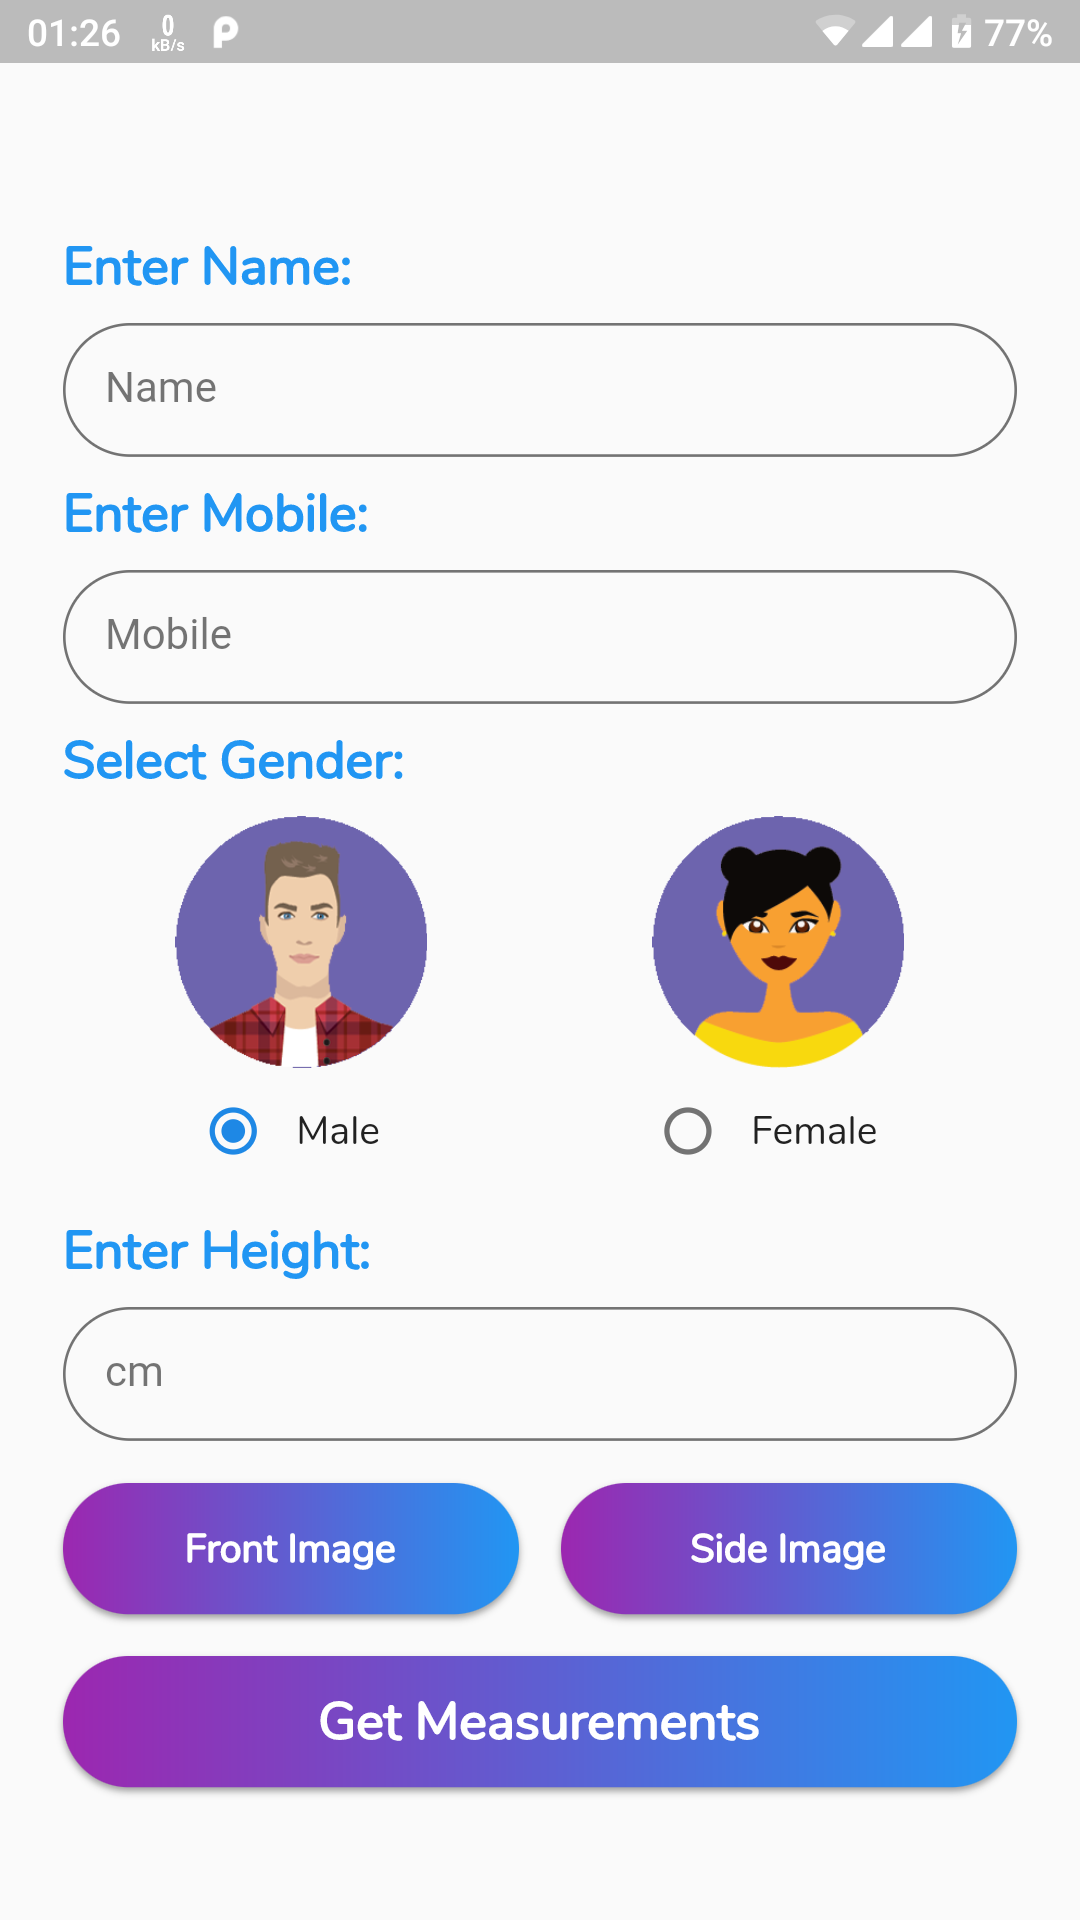 01:26 0 kB/s 77%
Enter Name:
Name
Enter Mobile:
Mobile
Select Gender:
Male Female
Enter Height:
cm
Front Image Side Image
Get Measurements